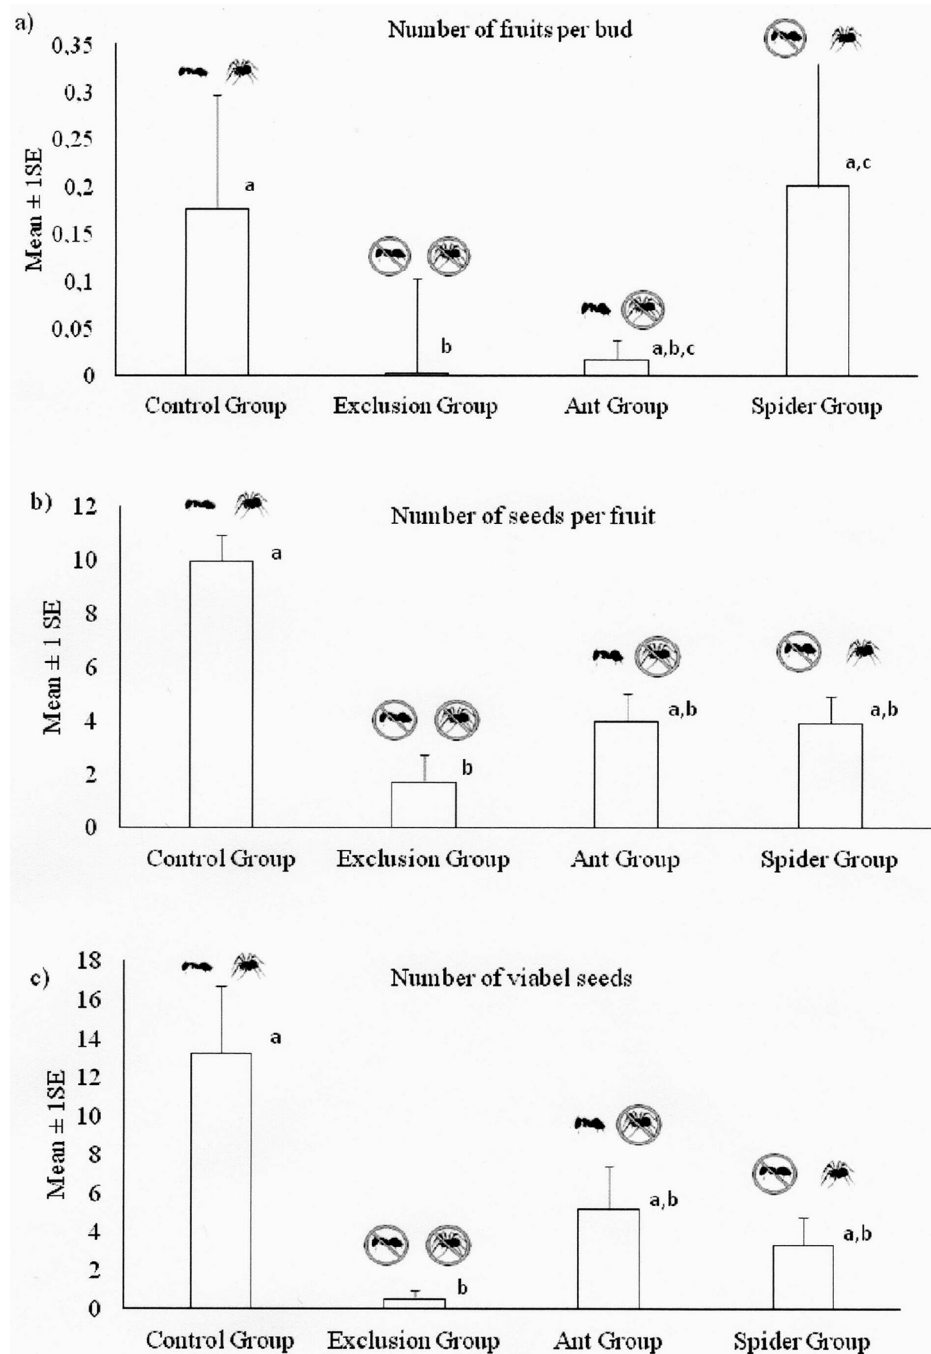 a)
Number of fruits per bud
0,35
0,3
0,25
0,2
0,15
0,1
0,05
0
Mean ± 1SE
a
b
a,b,c
a,c
Control Group Exclusion Group Ant Group Spider Group
b)
Number of seeds per fruit
12
10
8
6
4
2
0
Mean ± 1 SE
a
b
a,b
a,b
Control Group Exclusion Group Ant Group Spider Group
c)
Number of viabel seeds
18
16
14
12
10
8
6
4
2
0
Mean ± 1SE
a
b
a,b
a,b
Control Group Exclusion Group Ant Group Spider Group